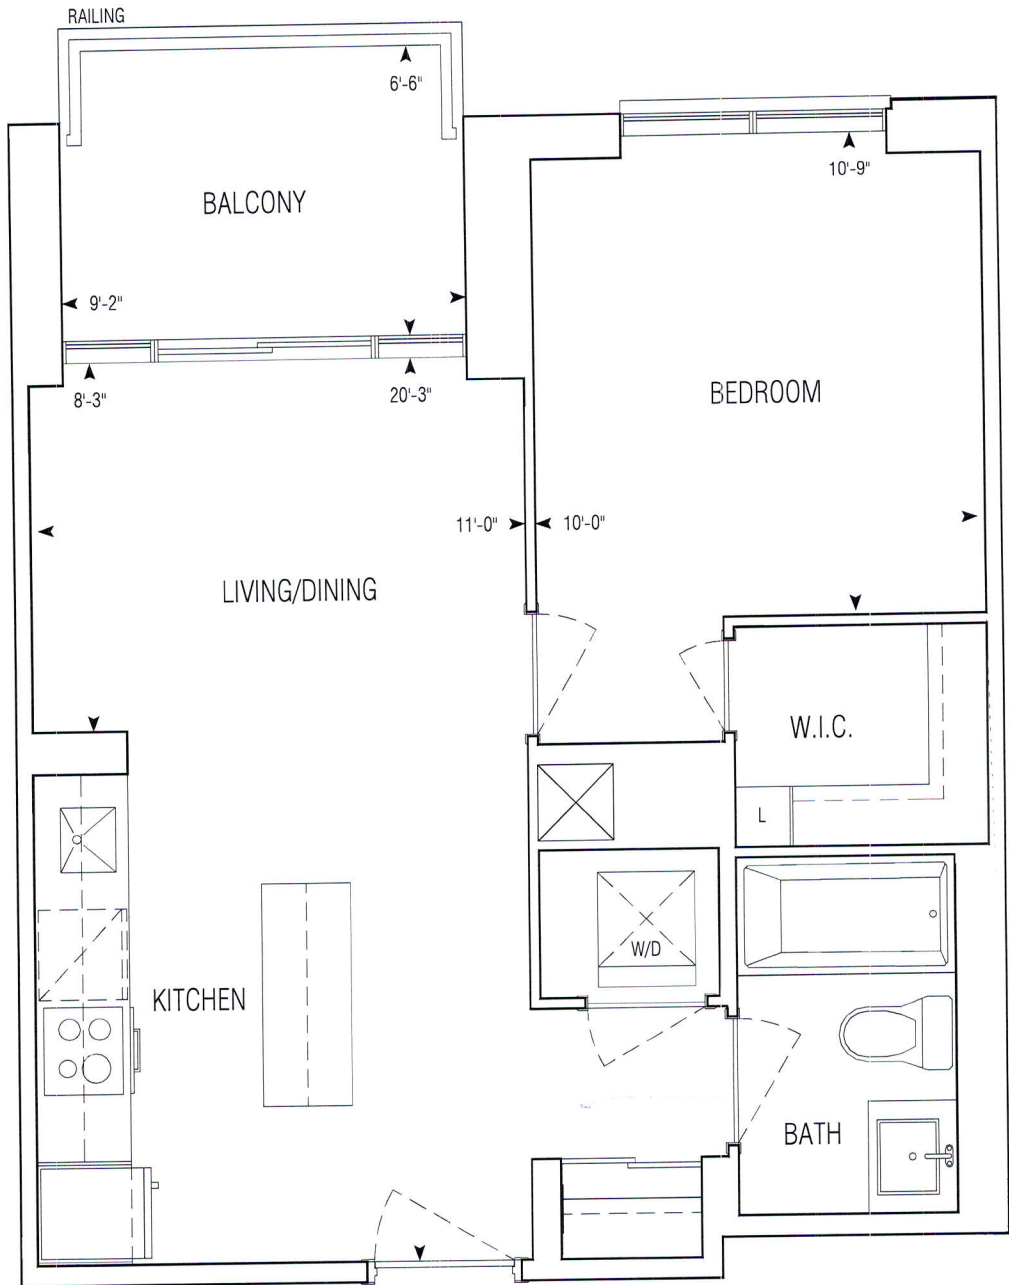 RAILING
6'-6"
10'-9"
BALCONY
9'-2"
8'-3"
20'-3"
BEDROOM
11'-0"
10'-0"
LIVING/DINING
W.I.C.
L
W/D
KITCHEN
BATH